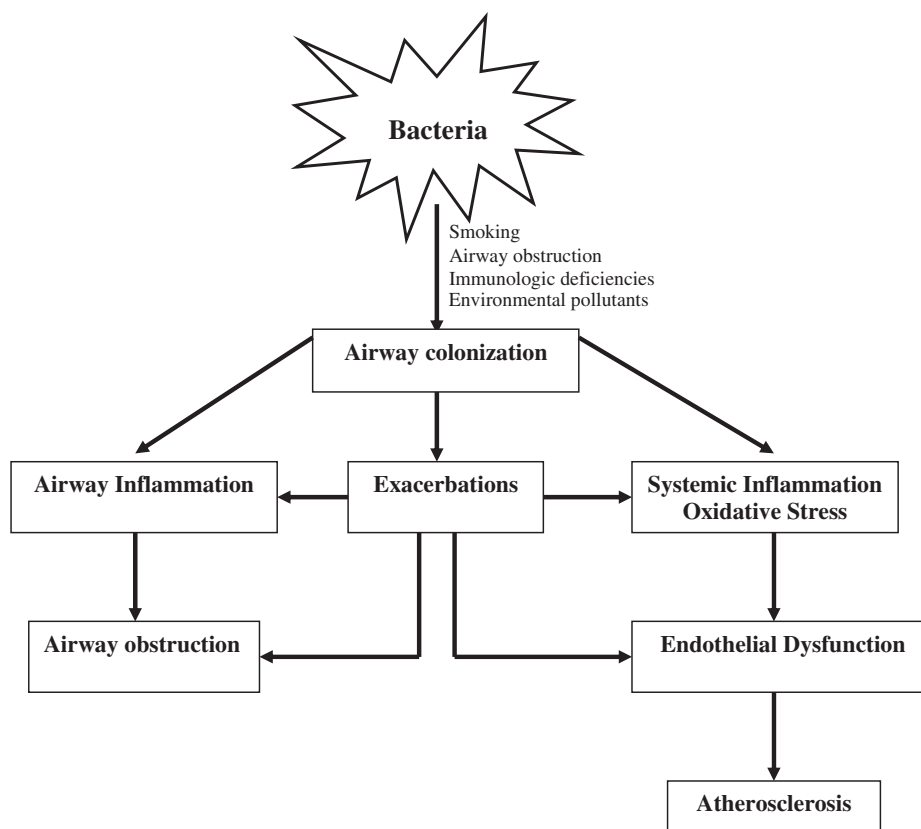 Bacteria
Smoking
Airway obstruction
Immunologic deficiencies
Environmental pollutants
Airway colonization
Airway Inflammation
Exacerbations
Systemic Inflammation
Oxidative Stress
Airway obstruction
Endothelial Dysfunction
Atherosclerosis